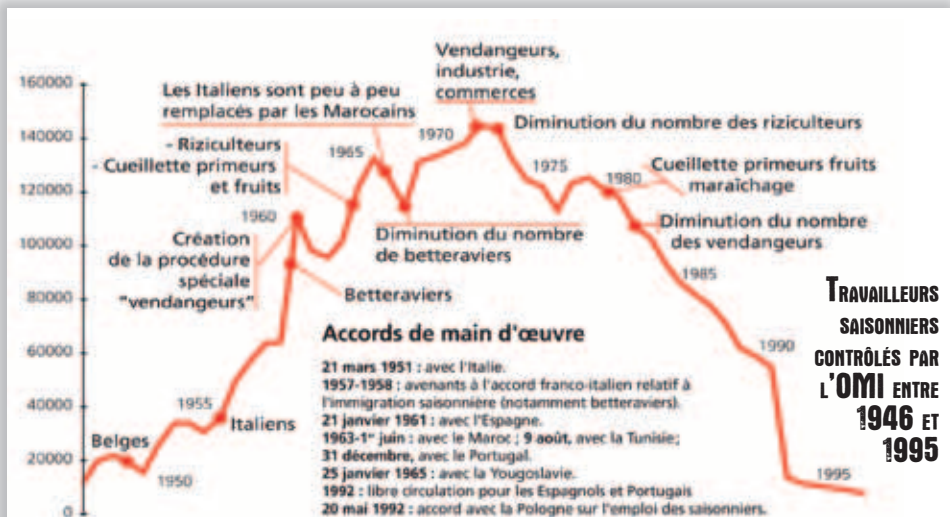 160000
140000
120000
100000
80000
60000
40000
20000
0
Vendangeurs,
industrie,
commerces
Les Italiens sont peu à peu
remplacés par les Marocains
Diminution du nombre des riziculteurs
- Riziculteurs
- Cueillette primeurs
et fruits
1965
1970
1975
1980
Cueillette primeurs fruits
maraîchage
1960
Création
de la procédure
spéciale
"vendangeurs"
Diminution du nombre
de betteraviers
Diminution du nombre
des vendangeurs
Betteraviers
1985
1990
1995
1955
Italiens
Belges
1950
Accords de main d'œuvre
21 mars 1951 : avec l'Italie.
1957-1958 : avenants à l'accord franco-italien relatif à
l'immigration saisonnière (notamment betteraviers).
21 janvier 1961 : avec l'Espagne.
1963-1er juin : avec le Maroc ; 9 août, avec la Tunisie;
31 décembre, avec le Portugal.
25 janvier 1965 : avec la Yougoslavie.
1992 : libre circulation pour les Espagnols et Portugais
20 mai 1992 : accord avec la Pologne sur l'emploi des saisonniers.
TRAVAILLEURS
SAISONNIERS
CONTRÔLÉS PAR
L'OMI ENTRE
1946 ET
1995